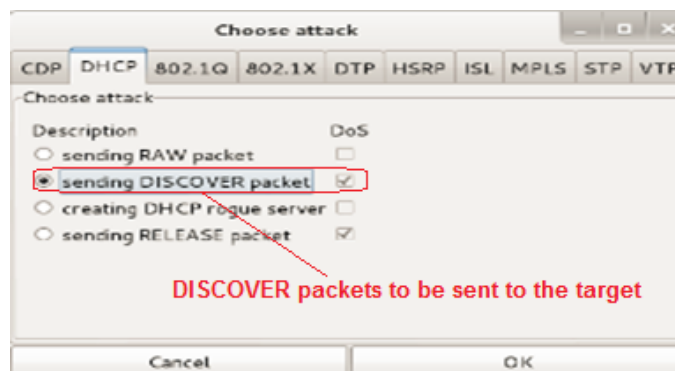 Choose attack
CDP DHCP 802.1Q 802.1X DTP HSRP ISL MPLS STP VTP
Choose attack
Description DoS
sending RAW packet
sending DISCOVER packet
creating DHCP rogue server
sending RELEASE packet
DISCOVER packets to be sent to the target
Cancel OK